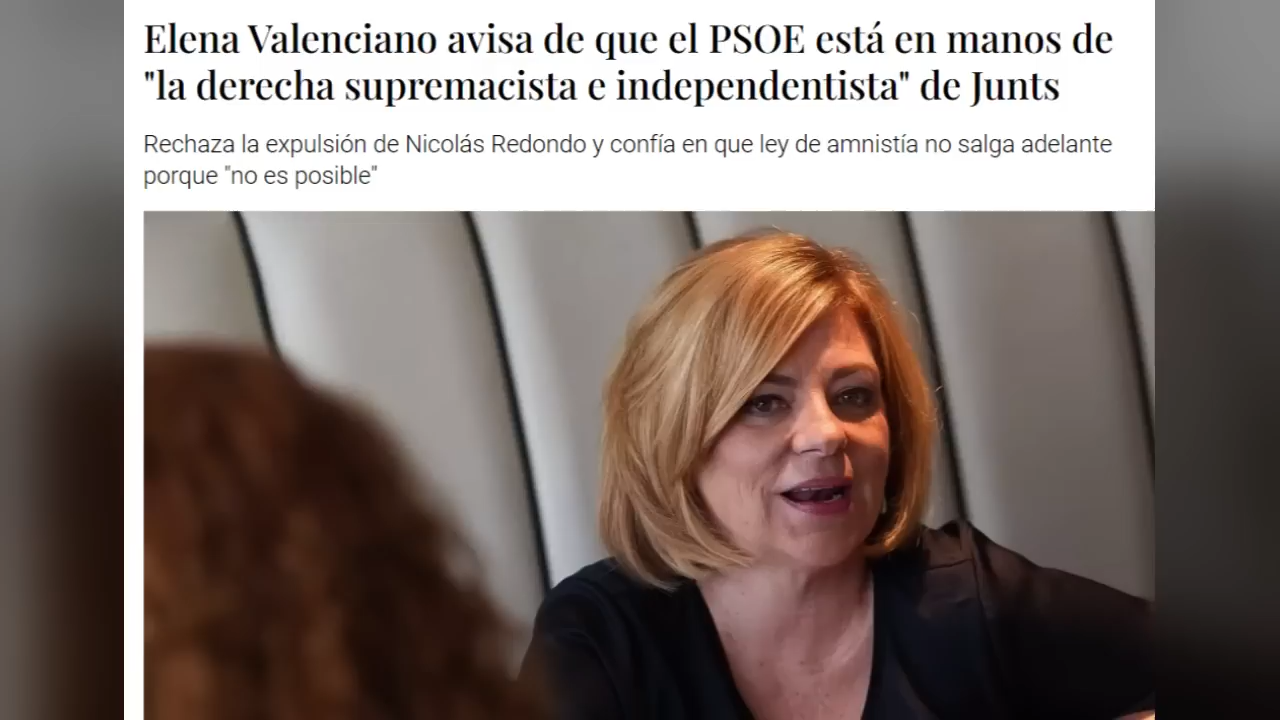 Elena Valenciano avisa de que el PSOE está en manos de
"la derecha supremacista e independentista" de Junts
Rechaza la expulsión de Nicolás Redondo y confía en que ley de amnistía no salga adelante
porque "no es posible"